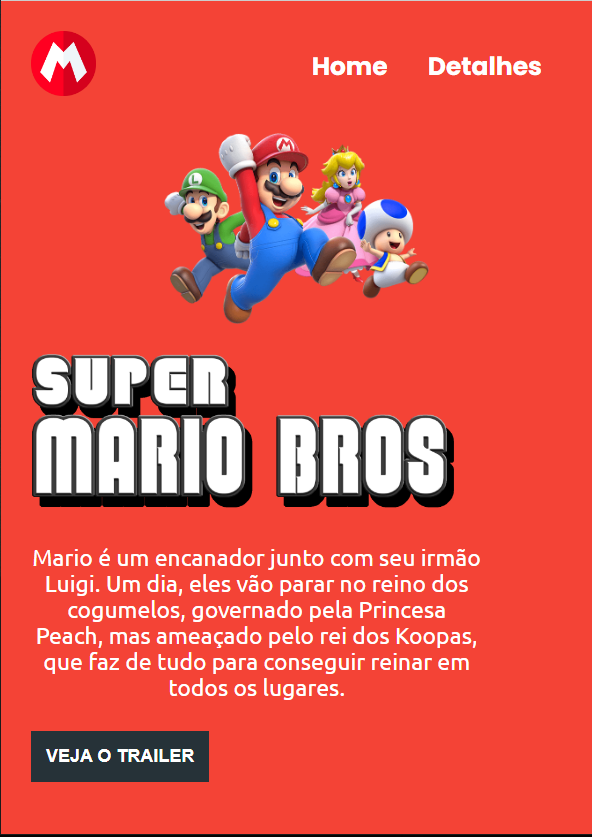 M
Home Detalhes
L
M
SUPER
MARIO BROS
Mario é um encanador junto com seu irmão
Luigi. Um dia, eles vão parar no reino dos
cogumelos, governado pela Princesa
Peach, mas ameaçado pelo rei dos Koopas,
que faz de tudo para conseguir reinar em
todos os lugares.
VEJA O TRAILER